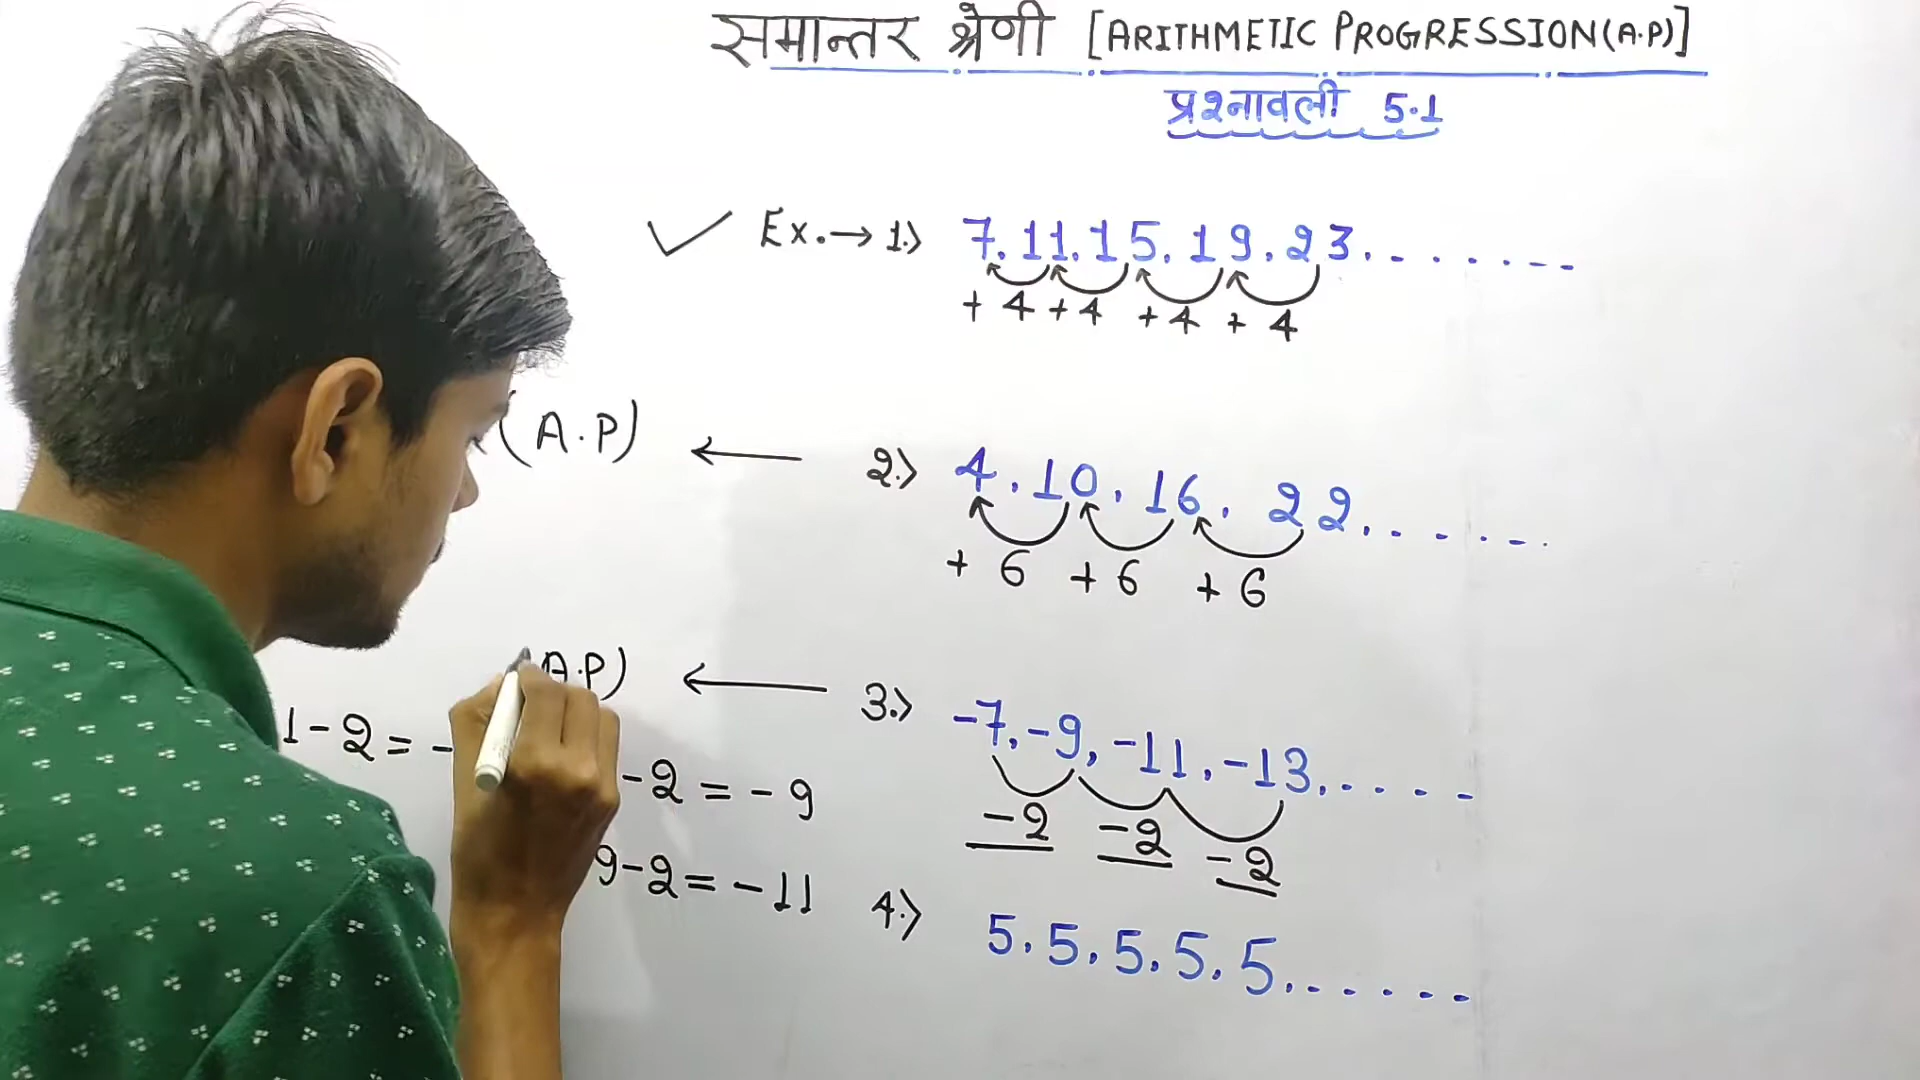 समान्तर श्रेणी [ARITHMETIC PROGRESSION(A.P)]
प्रश्नावली 5.1
Ex.→ 1.) 7, 11, 15, 19, 23, . . . . . . .
+ 4 + 4 + 4 + 4
(A.P) ← 2.) 4, 10, 16, 22, . . . . . .
+ 6 + 6 + 6
A.P) ← 3.) -7, -9, -11, -13, . . . . .
1-2 = - -2 = -9
-2 -2 -2
9-2 = -11
4.) 5, 5, 5, 5, 5, . . . . . .